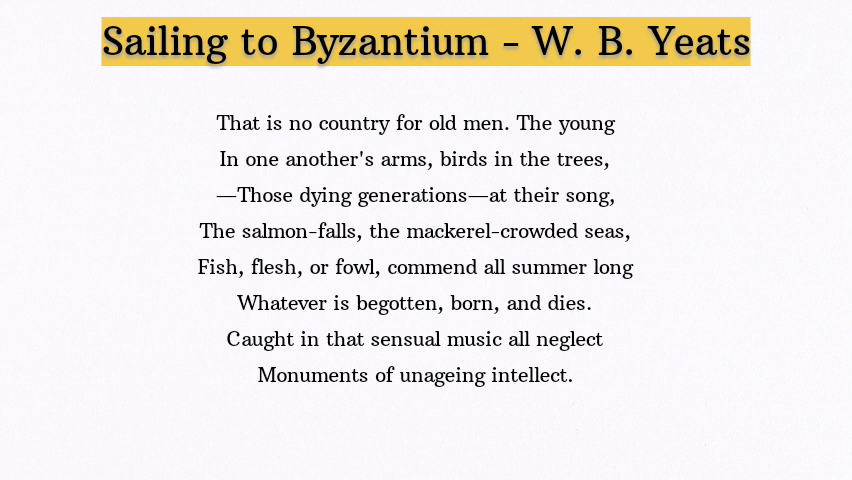 Sailing to Byzantium - W. B. Yeats
That is no country for old men. The young
In one another's arms, birds in the trees,
—Those dying generations—at their song,
The salmon-falls, the mackerel-crowded seas,
Fish, flesh, or fowl, commend all summer long
Whatever is begotten, born, and dies.
Caught in that sensual music all neglect
Monuments of unageing intellect.